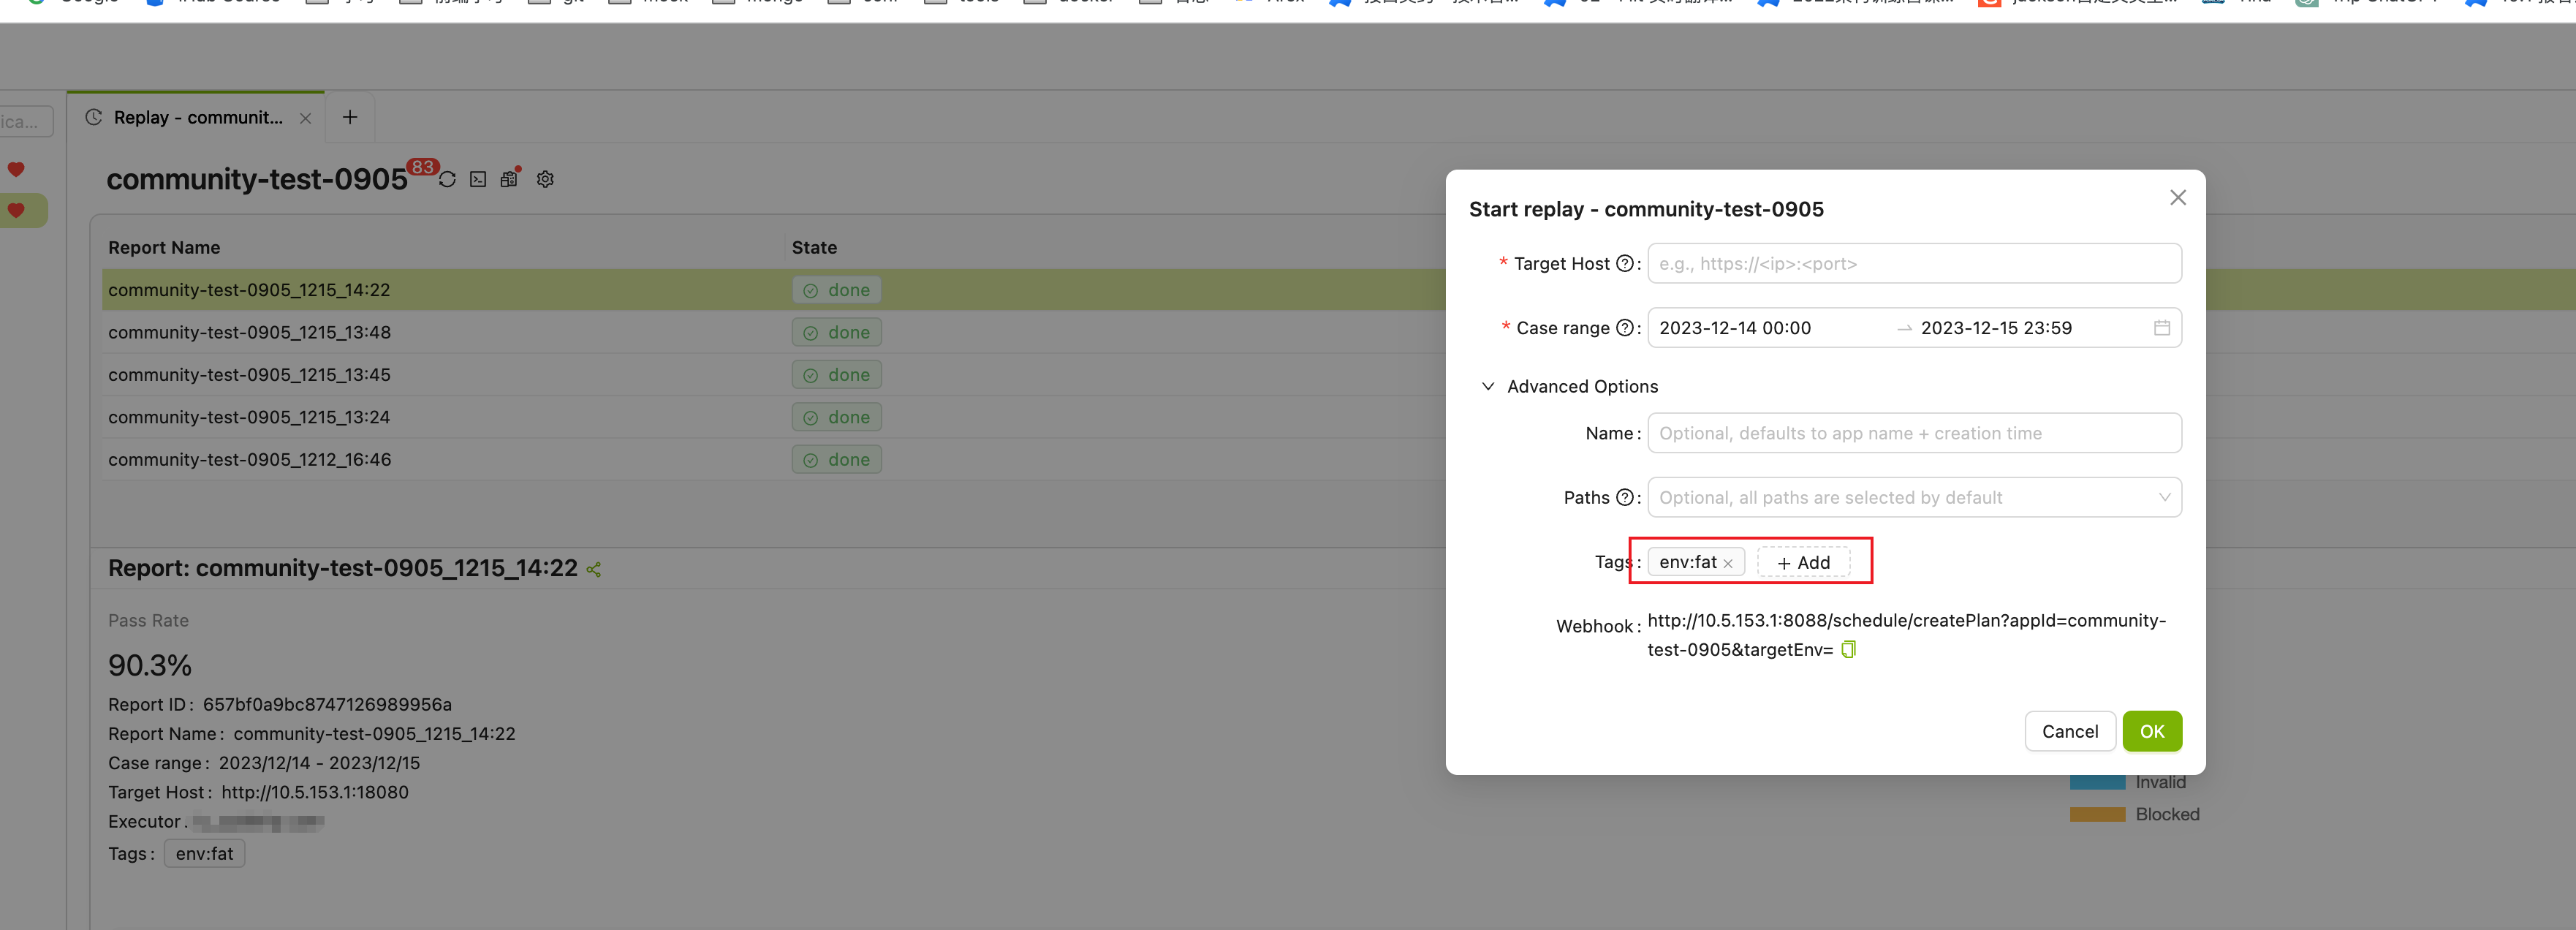 ica...
Replay - communit...
community-test-0905
83
Report Name
State
community-test-0905_1215_14:22
done
community-test-0905_1215_13:48
done
community-test-0905_1215_13:45
done
community-test-0905_1215_13:24
done
community-test-0905_1212_16:46
done
Report: community-test-0905_1215_14:22
Pass Rate
90.3%
Report ID : 657bf0a9bc8747126989956a
Report Name : community-test-0905_1215_14:22
Case range : 2023/12/14 - 2023/12/15
Target Host : http://10.5.153.1:18080
Executor
Tags : env:fat
Start replay - community-test-0905
* Target Host : e.g., https://<ip>:<port>
* Case range : 2023-12-14 00:00 → 2023-12-15 23:59
Advanced Options
Name : Optional, defaults to app name + creation time
Paths : Optional, all paths are selected by default
Tags : env:fat × + Add
Webhook : http://10.5.153.1:8088/schedule/createPlan?appId=community-
test-0905&targetEnv=
Cancel
OK
Invalid
Blocked